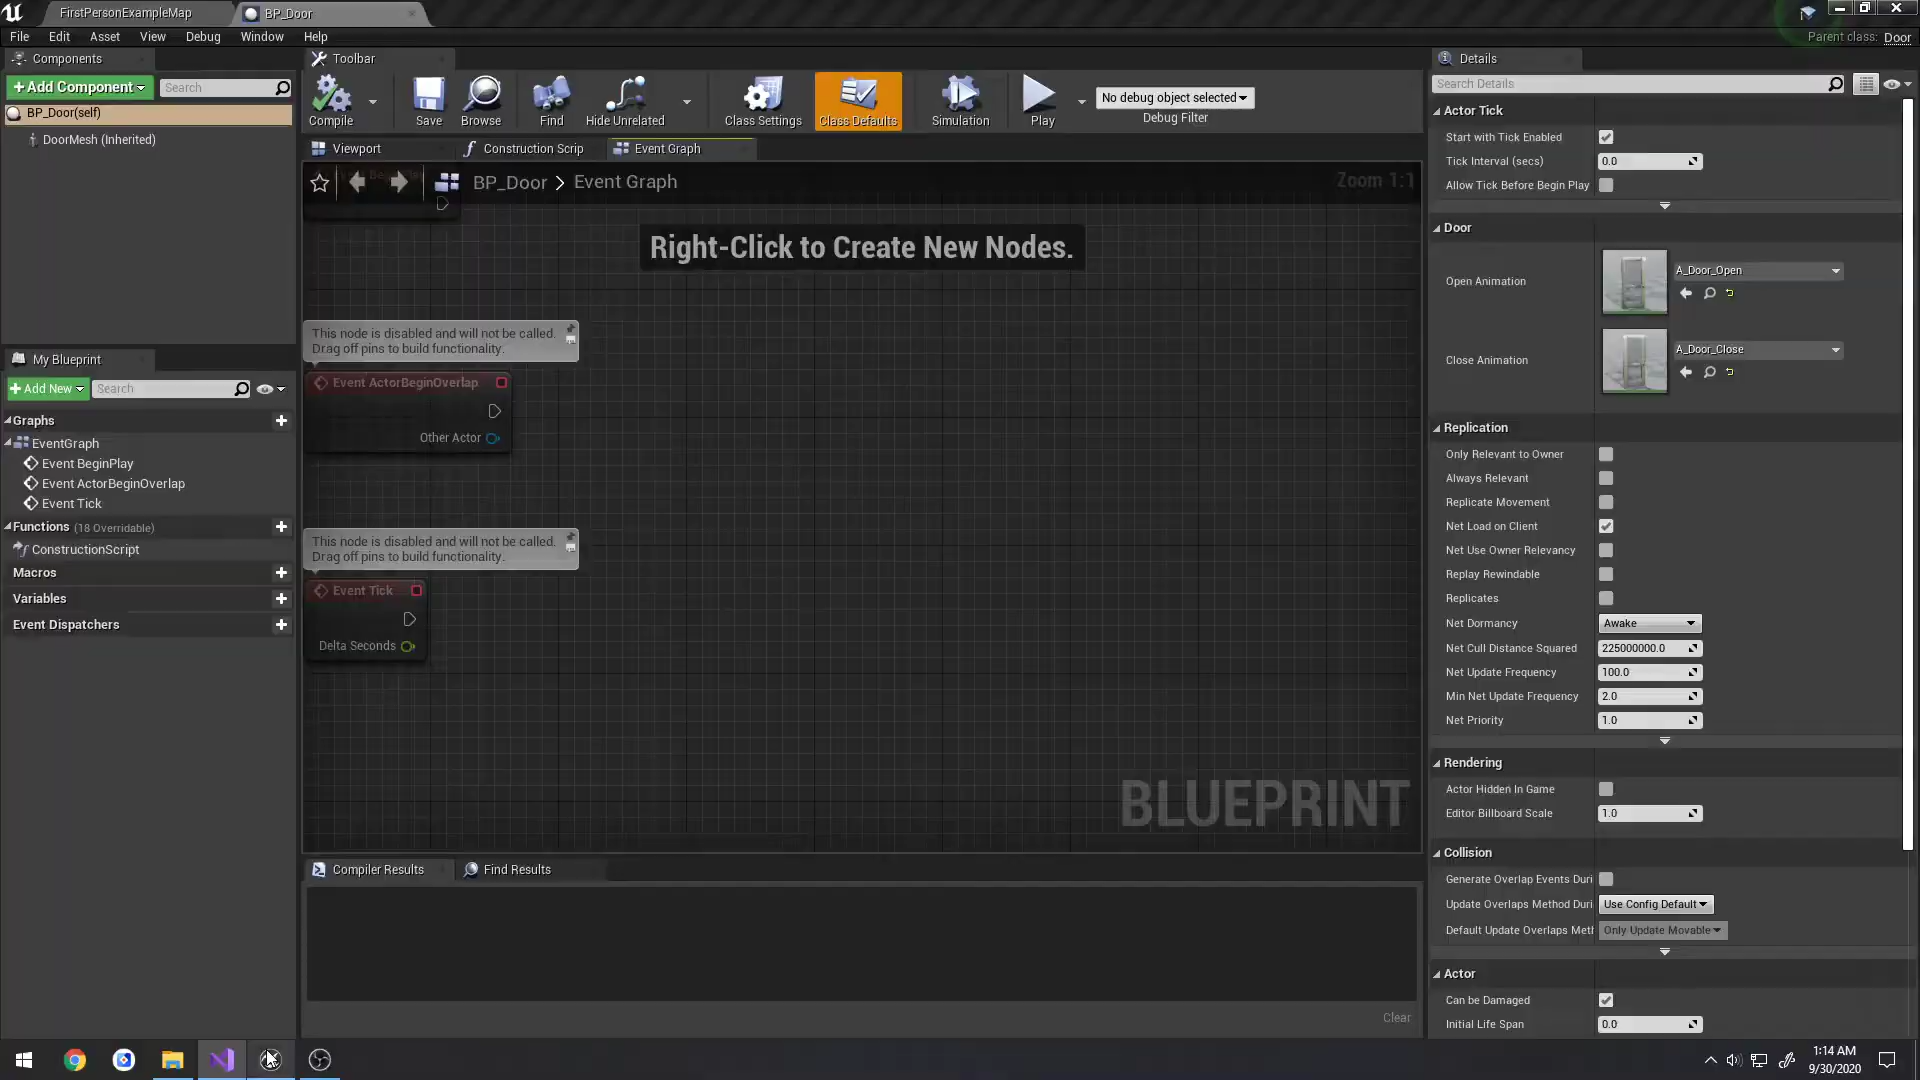 FirstPersonExampleMap
BP_Door
File Edit Asset View Debug Window Help
Parent class: Door
Components
+Add Component
Search
BP_Door(self)
DoorMesh (Inherited)
Toolbar
Compile
Save
Browse
Find
Hide Unrelated
Class Settings
Class Defaults
Simulation
Play
No debug object selected
Debug Filter
Viewport
Construction Scrip
Event Graph
BP_Door > Event Graph
Zoom 1:1
Right-Click to Create New Nodes.
This node is disabled and will not be called.
Drag off pins to build functionality.
Event ActorBeginOverlap
Other Actor
This node is disabled and will not be called.
Drag off pins to build functionality.
Event Tick
Delta Seconds
BLUEPRINT
My Blueprint
+Add New
Search
Graphs
EventGraph
Event BeginPlay
Event ActorBeginOverlap
Event Tick
Functions (18 Overridable)
ConstructionScript
Macros
Variables
Event Dispatchers
Compiler Results
Find Results
Clear
Details
Search Details
Actor Tick
Start with Tick Enabled
Tick Interval (secs) 0.0
Allow Tick Before Begin Play
Door
Open Animation A_Door_Open
Close Animation A_Door_Close
Replication
Only Relevant to Owner
Always Relevant
Replicate Movement
Net Load on Client
Net Use Owner Relevancy
Replay Rewindable
Replicates
Net Dormancy Awake
Net Cull Distance Squared 225000000.0
Net Update Frequency 100.0
Min Net Update Frequency 2.0
Net Priority 1.0
Rendering
Actor Hidden In Game
Editor Billboard Scale 1.0
Collision
Generate Overlap Events Duri
Update Overlaps Method Duri Use Config Default
Default Update Overlaps Met Only Update Movable
Actor
Can be Damaged
Initial Life Span 0.0
1:14 AM
9/30/2020